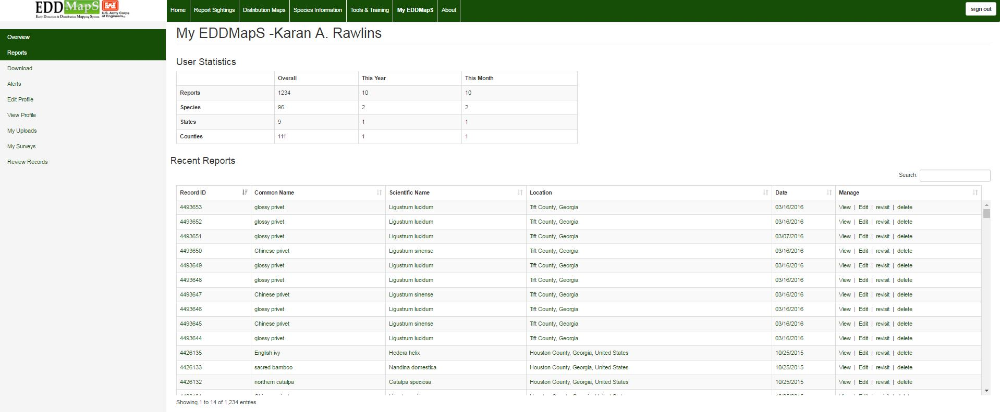 EDDMapS
Early Detection & Distribution Mapping System
U.S. Army Corps
of Engineers®
Home Report Sightings Distribution Maps Species Information Tools & Training My EDDMapS About sign out
Overview
Reports
Download
Alerts
Edit Profile
View Profile
My Uploads
My Surveys
Review Records
My EDDMapS -Karan A. Rawlins
User Statistics
Overall This Year This Month
Reports 1234 10 10
Species 96 2 2
States 9 1 1
Counties 111 1 1
Recent Reports
Search:
Record ID Common Name Scientific Name Location Date Manage
4493653 glossy privet Ligustrum lucidum Tift County, Georgia 03/16/2016 View | Edit | revisit | delete
4493652 glossy privet Ligustrum lucidum Tift County, Georgia 03/16/2016 View | Edit | revisit | delete
4493651 glossy privet Ligustrum lucidum Tift County, Georgia 03/07/2016 View | Edit | revisit | delete
4493650 Chinese privet Ligustrum sinense Tift County, Georgia 03/16/2016 View | Edit | revisit | delete
4493649 glossy privet Ligustrum lucidum Tift County, Georgia 03/16/2016 View | Edit | revisit | delete
4493648 glossy privet Ligustrum lucidum Tift County, Georgia 03/16/2016 View | Edit | revisit | delete
4493647 Chinese privet Ligustrum sinense Tift County, Georgia 03/16/2016 View | Edit | revisit | delete
4493646 glossy privet Ligustrum lucidum Tift County, Georgia 03/16/2016 View | Edit | revisit | delete
4493645 Chinese privet Ligustrum sinense Tift County, Georgia 03/16/2016 View | Edit | revisit | delete
4493644 glossy privet Ligustrum lucidum Tift County, Georgia 03/16/2016 View | Edit | revisit | delete
4426135 English ivy Hedera helix Houston County, Georgia, United States 10/25/2015 View | Edit | revisit | delete
4426133 sacred bamboo Nandina domestica Houston County, Georgia, United States 10/25/2015 View | Edit | revisit | delete
4426132 northern catalpa Catalpa speciosa Houston County, Georgia, United States 10/25/2015 View | Edit | revisit | delete
Showing 1 to 14 of 1,234 entries